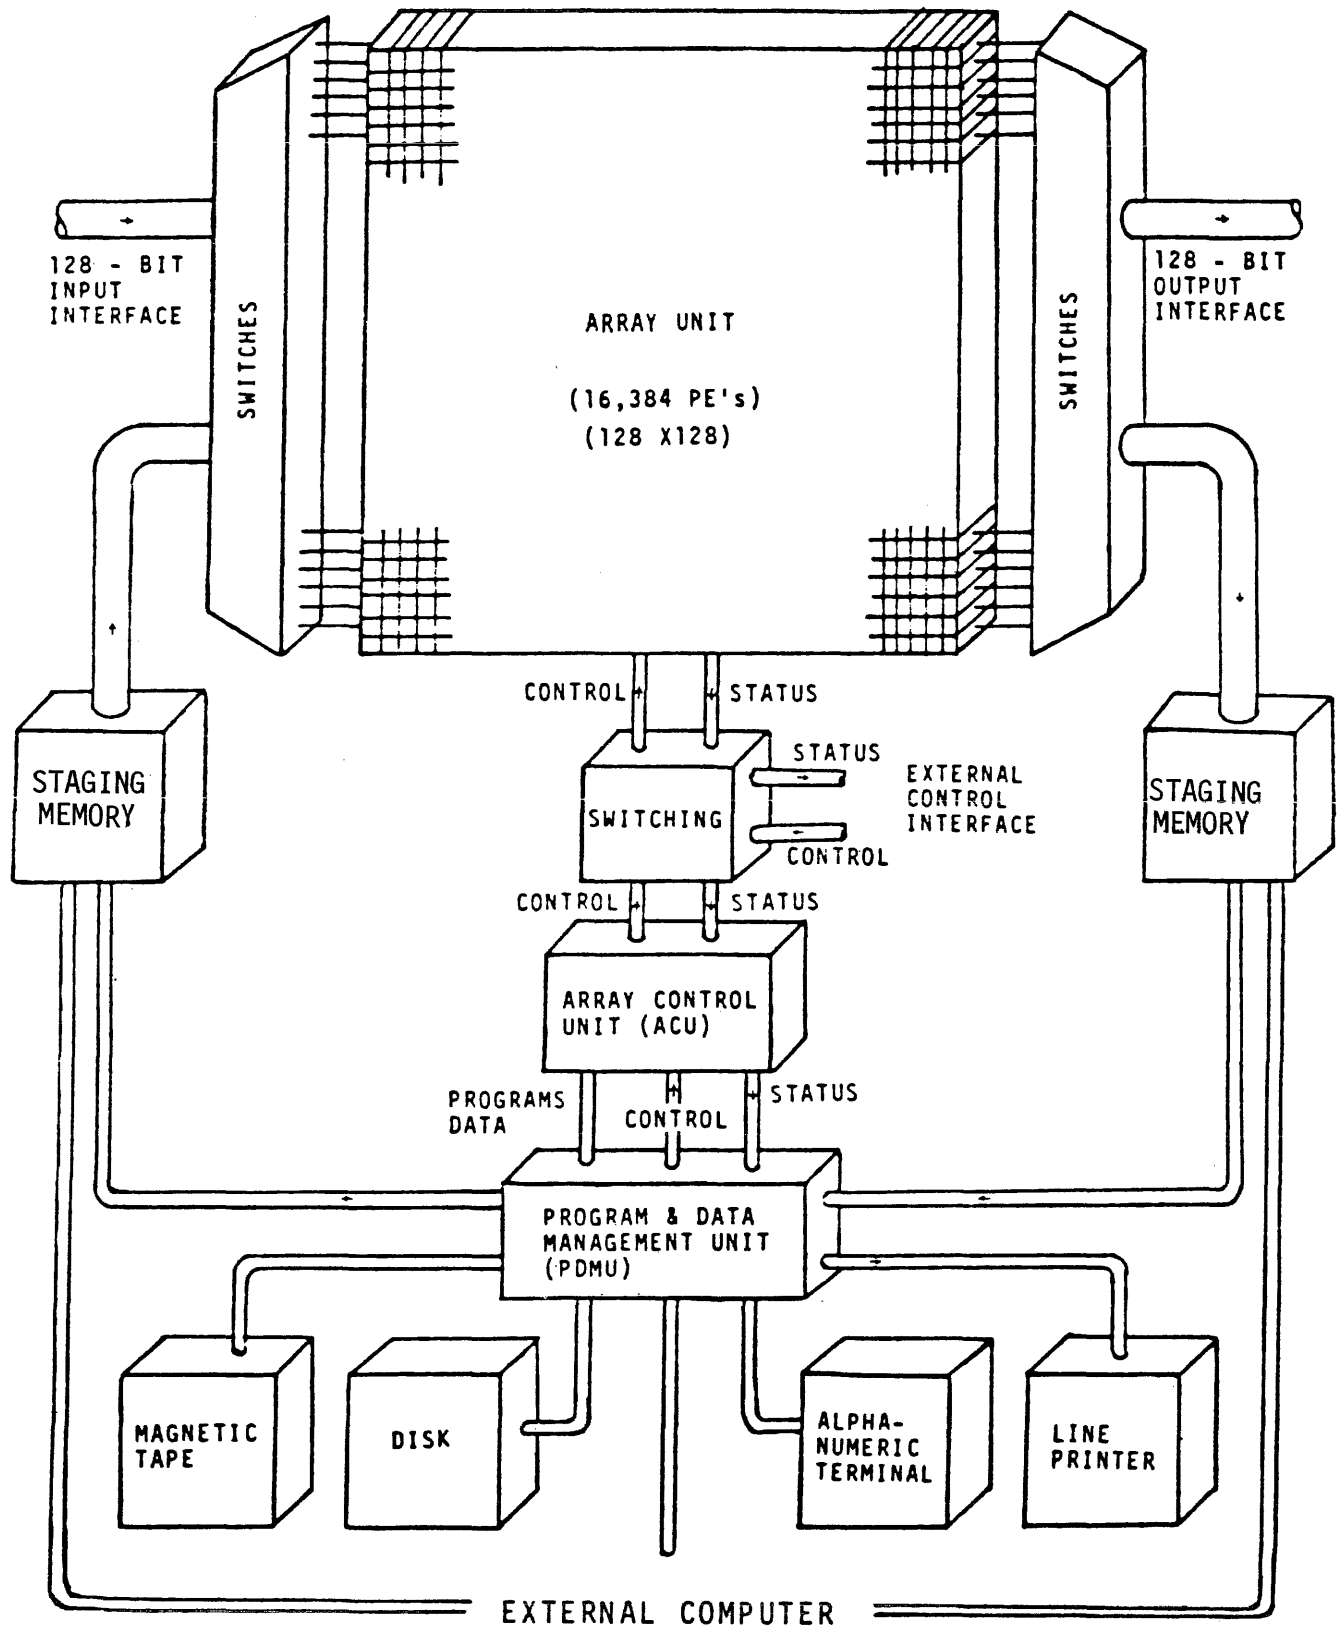 128 - BIT
INPUT
INTERFACE
SWITCHES
ARRAY UNIT
(16,384 PE's)
(128 X128)
SWITCHES
128 - BIT
OUTPUT
INTERFACE
CONTROL
STATUS
STAGING
MEMORY
SWITCHING
STATUS
CONTROL
EXTERNAL
CONTROL
INTERFACE
STAGING
MEMORY
CONTROL
STATUS
ARRAY CONTROL
UNIT (ACU)
PROGRAMS
DATA
CONTROL
STATUS
PROGRAM & DATA
MANAGEMENT UNIT
(PDMU)
MAGNETIC
TAPE
DISK
ALPHA-
NUMERIC
TERMINAL
LINE
PRINTER
EXTERNAL COMPUTER